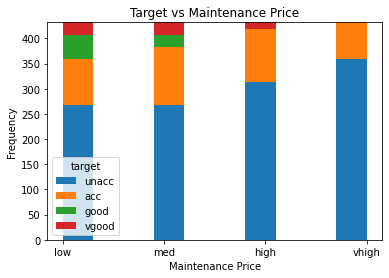 Target vs Maintenance Price
Frequency
400
350
300
250
200
150
100
50
0
target
unacc
acc
good
vgood
low med high vhigh
Maintenance Price